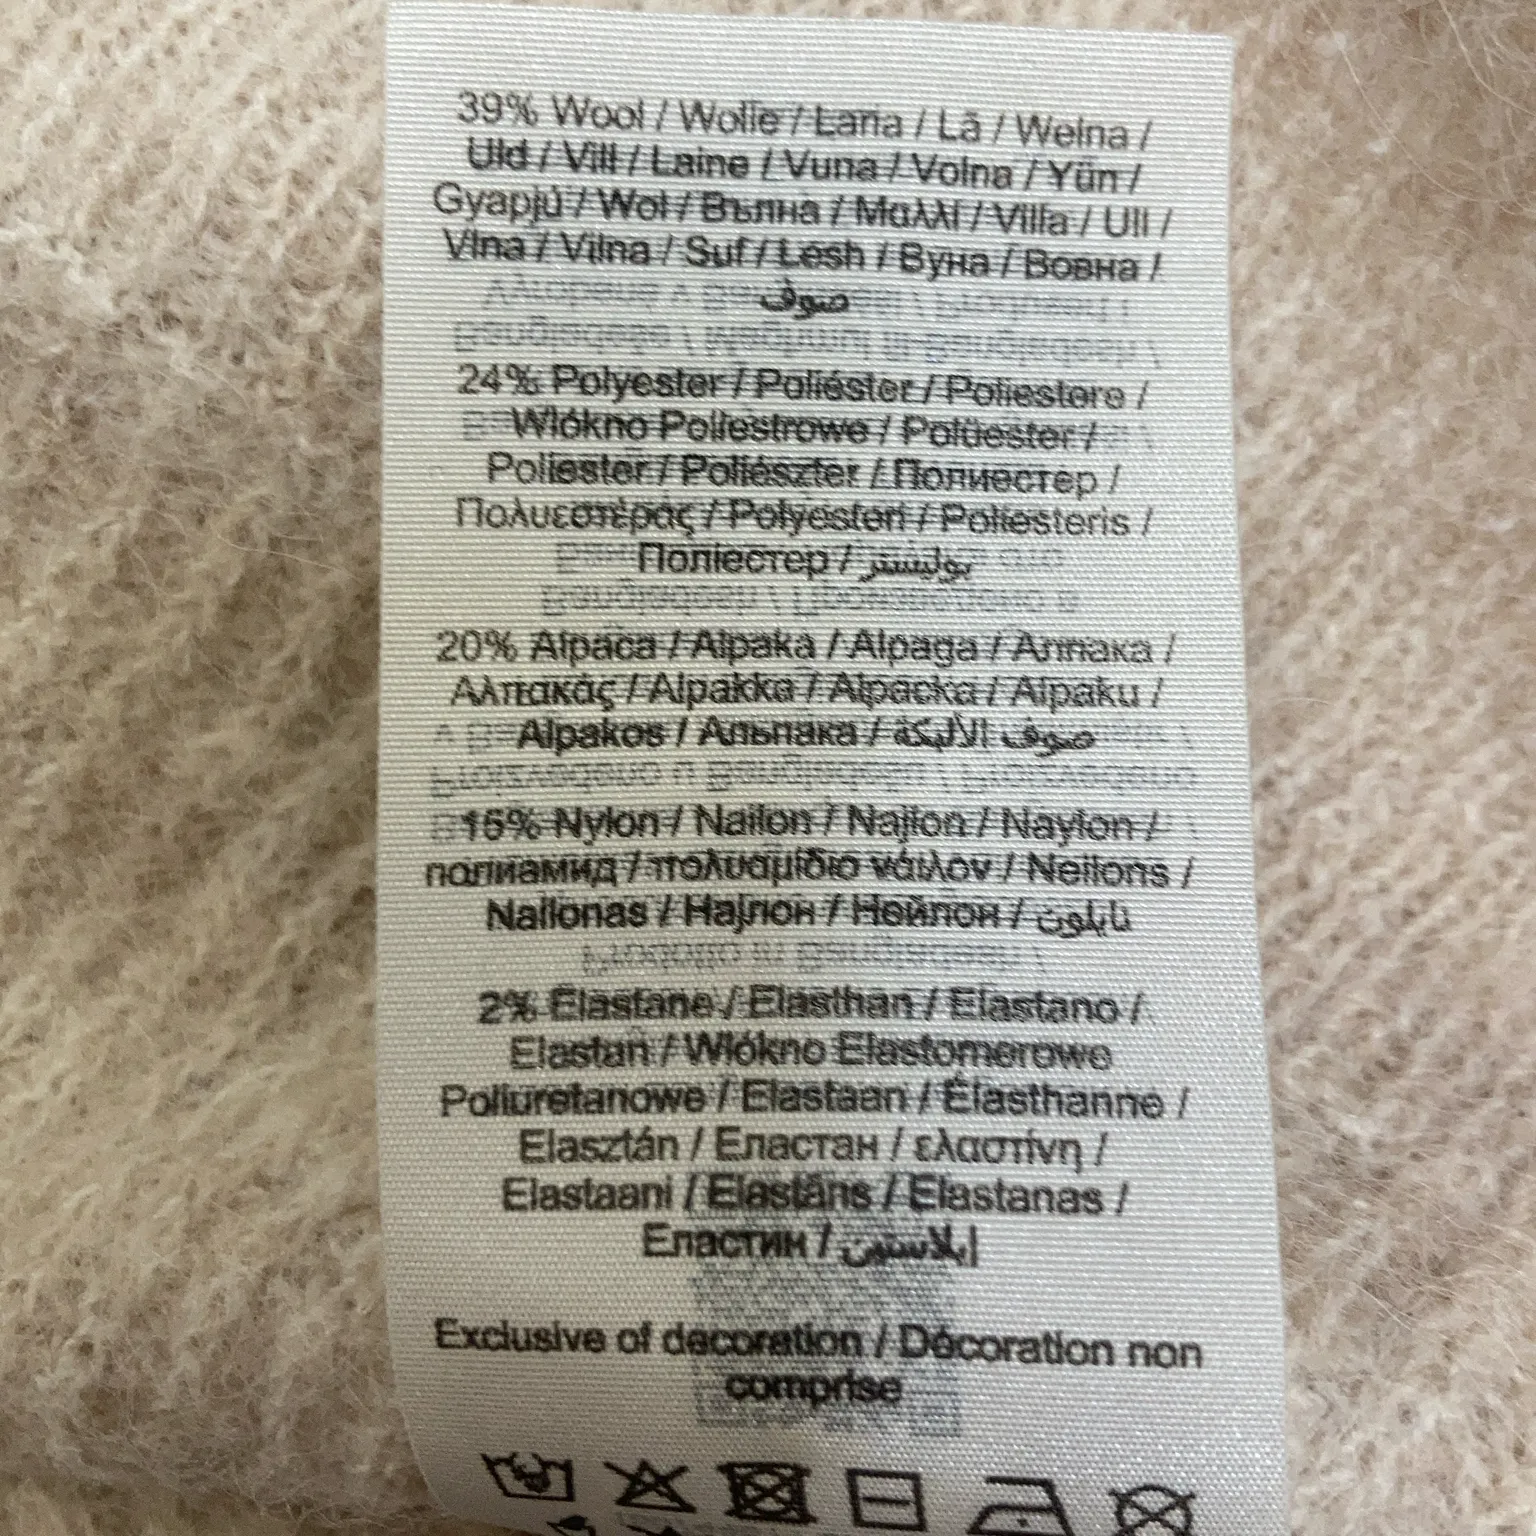 39% Wool / Wolle / Lana / Lã / Wełna /
Uld / Vill / Laine / Vuna / Volna / Yün /
Gyapjú / Wol / Вълна / Μαλλί / Villa / Ull /
Vlna / Vilna / Suf / Lesh / Вуна / Вовна /
صوف
24% Polyester / Poliéster / Poliestere /
Włókno Poliestrowe / Polüester /
Poliester / Poliészter / Полиестер /
Πολυεστέρας / Polyesteri / Poliesteris /
Поліестер / بوليستر
20% Alpaca / Alpaka / Alpaga / Алпака /
Αλπακάς / Alpakka / Alpacka / Alpaku /
Alpakos / Альпака / صوف الألبكة
15% Nylon / Nailon / Najlon / Naylon /
полиамид / πολυαμίδιο νάιλον / Neilons /
Nailonas / Најлон / Нейлон / نايلون
2% Elastane / Elasthan / Elastano /
Elastan / Włókno Elastomerowe
Poliuretanowe / Elastaan / Élasthanne /
Elasztán / Еластан / ελαστίνη /
Elastaani / Elastāns / Elastanas /
Еластин / إيلاستون
Exclusive of decoration / Décoration non
comprise